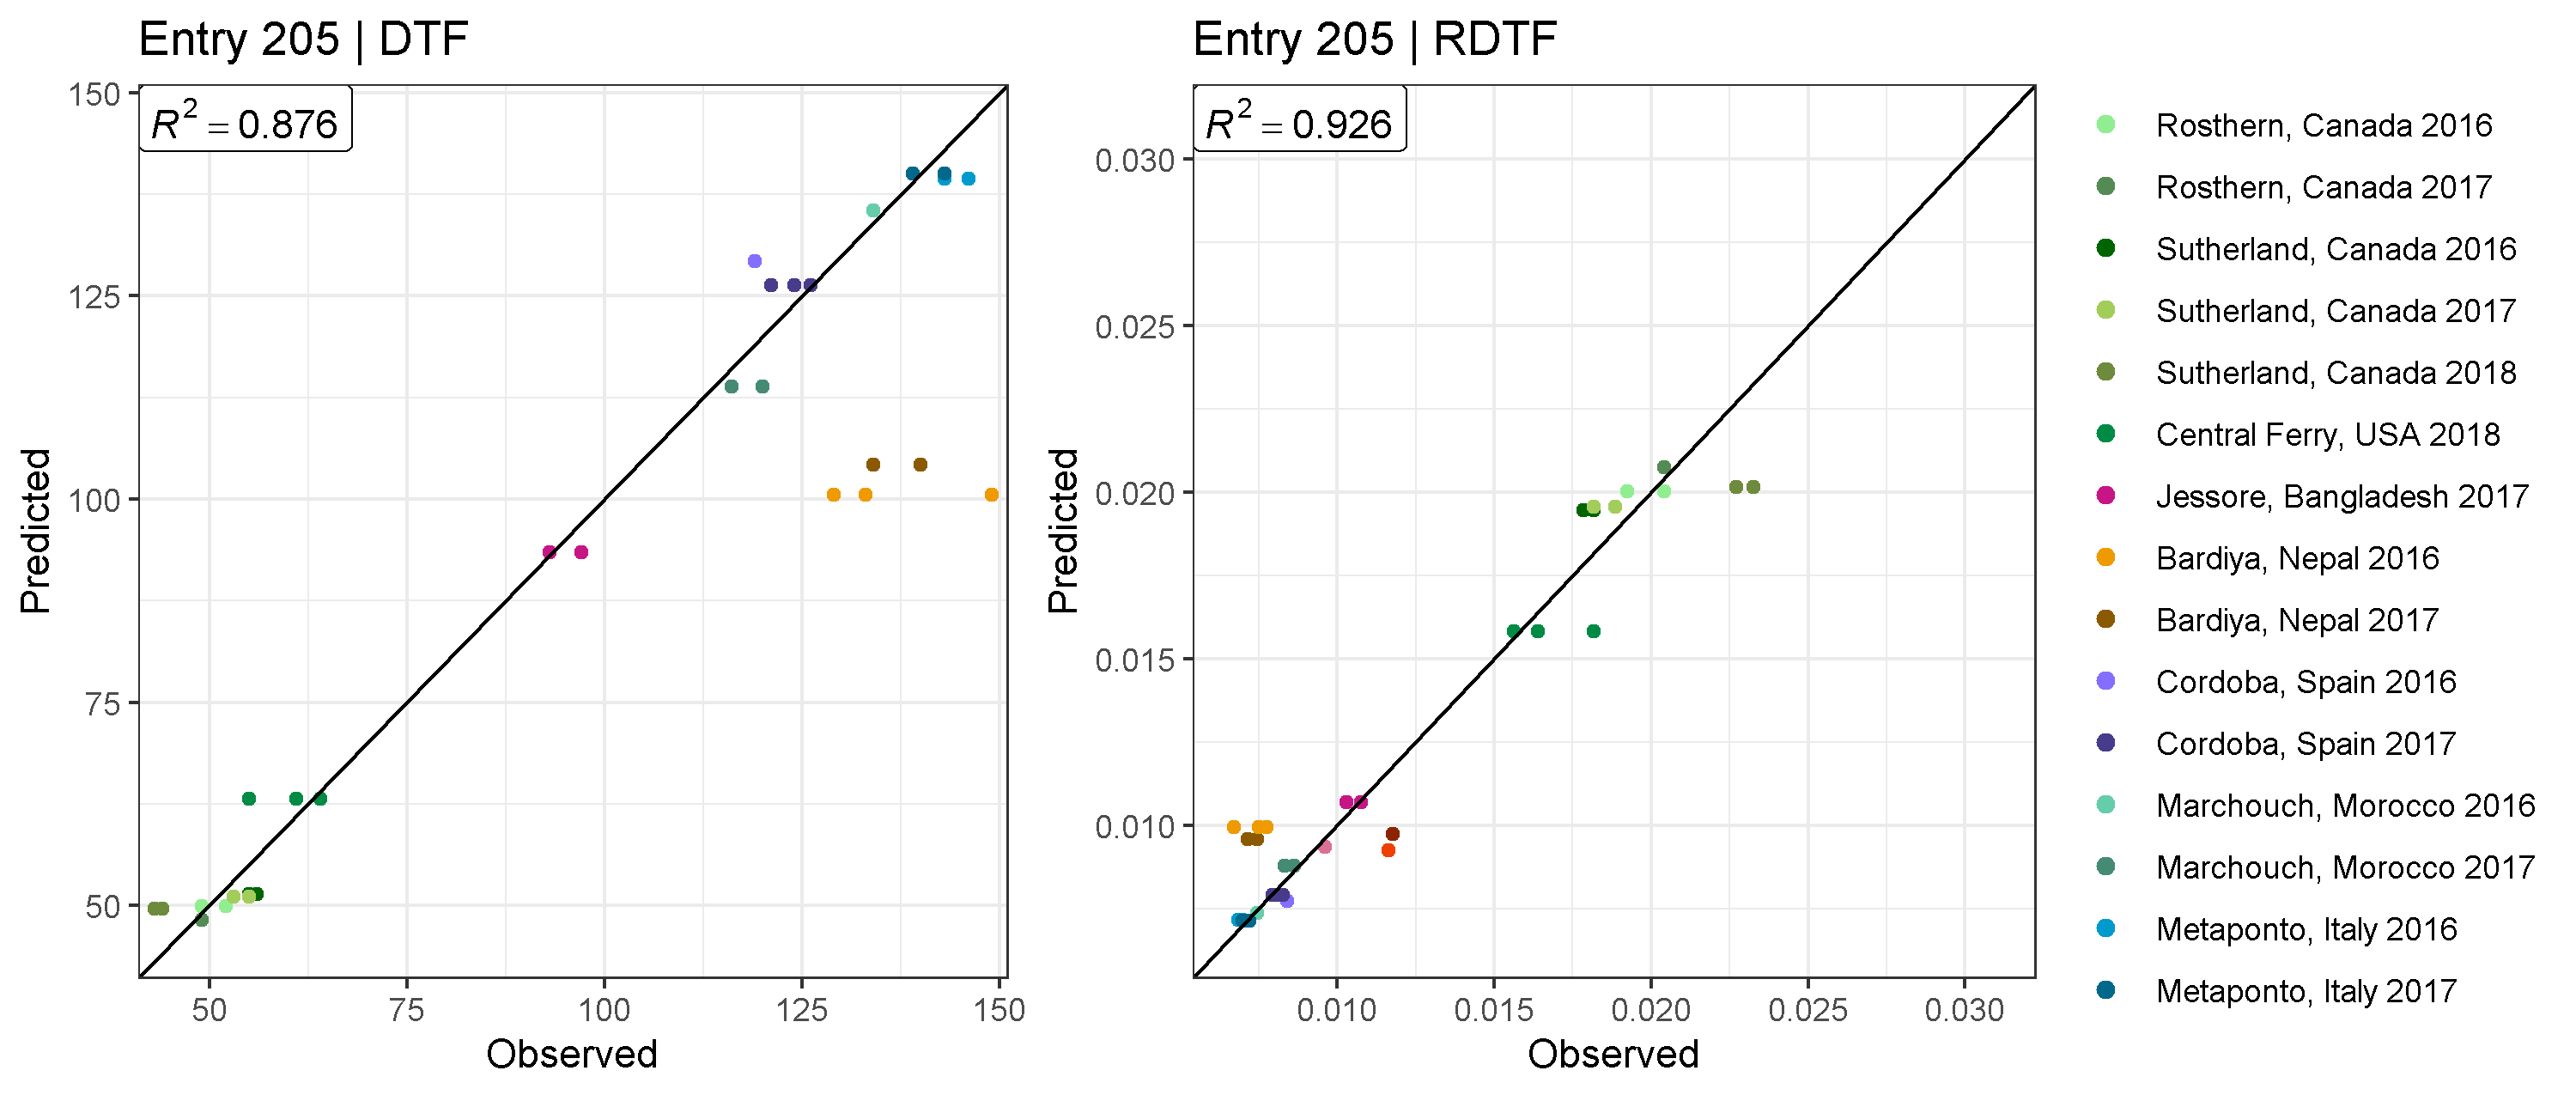 Entry 205 | DTF
R² = 0.876
150
125
100
75
50
50
75
100
125
150
Predicted
Observed
Entry 205 | RDTF
R² = 0.926
0.030
0.025
0.020
0.015
0.010
0.010
0.015
0.020
0.025
0.030
Predicted
Observed
Rosthern, Canada 2016
Rosthern, Canada 2017
Sutherland, Canada 2016
Sutherland, Canada 2017
Sutherland, Canada 2018
Central Ferry, USA 2018
Jessore, Bangladesh 2017
Bardiya, Nepal 2016
Bardiya, Nepal 2017
Cordoba, Spain 2016
Cordoba, Spain 2017
Marchouch, Morocco 2016
Marchouch, Morocco 2017
Metaponto, Italy 2016
Metaponto, Italy 2017